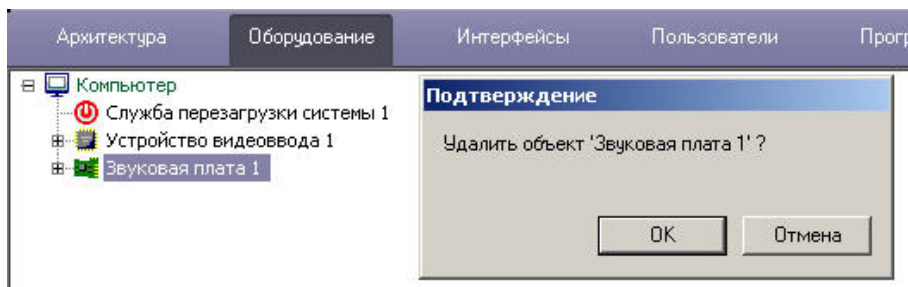 Архитектура Оборудование Интерфейсы Пользователи
Компьютер
Служба перезагрузки системы 1
Устройство видеоввода 1
Звуковая плата 1
Подтверждение
Удалить объект 'Звуковая плата 1' ?
OK Отмена